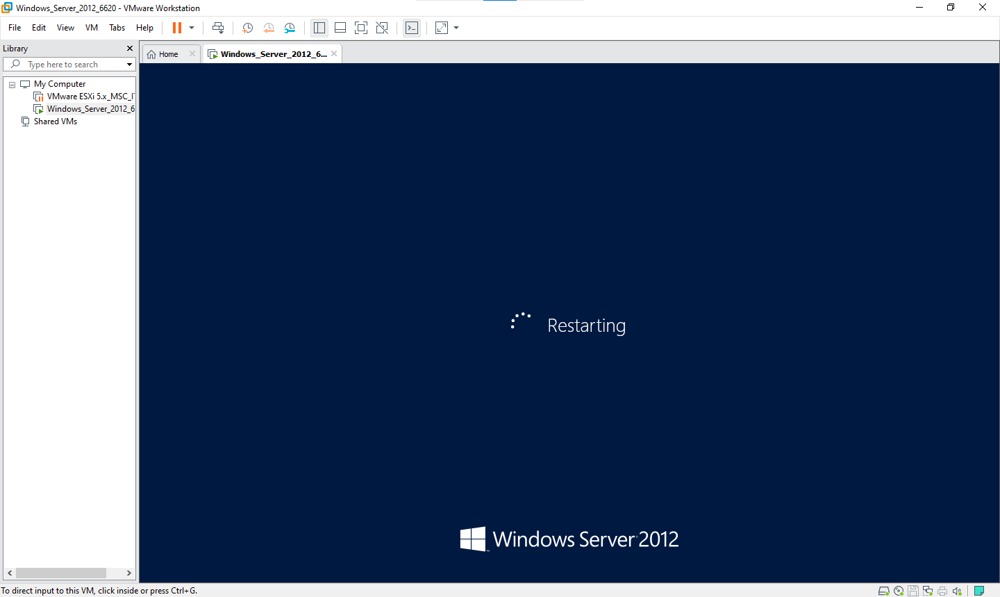 Windows_Server_2012_6620 - VMware Workstation
File Edit View VM Tabs Help
Library
Type here to search
My Computer
VMware ESXi 5.x_MSC_I
Windows_Server_2012_6
Shared VMs
Home
Windows_Server_2012_6...
Restarting
Windows Server 2012
To direct input to this VM, click inside or press Ctrl+G.